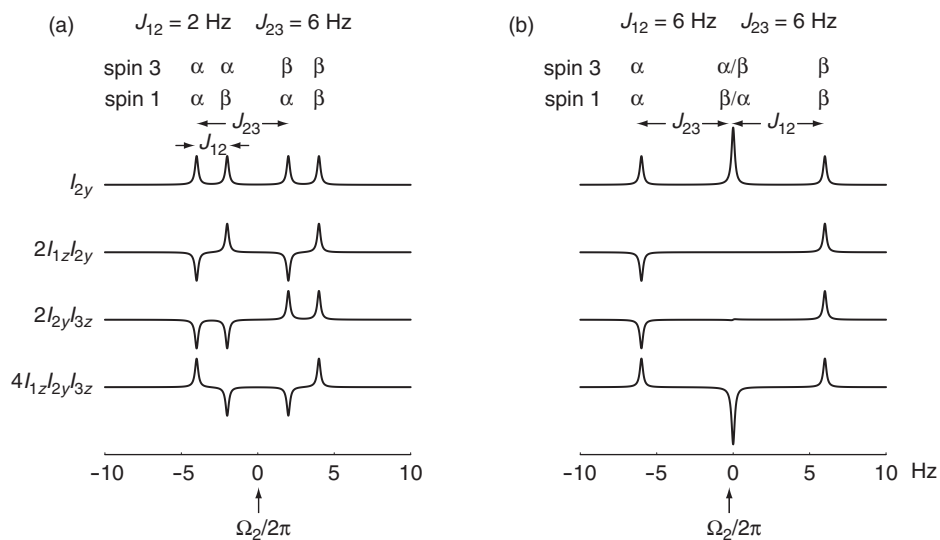 (a) J12 = 2 Hz J23 = 6 Hz
spin 3 α α β β
spin 1 α β α β
J23
J12
I2y
2I1zI2y
2I2yI3z
4I1zI2yI3z
−10 −5 0 5 10
Ω2/2π
(b) J12 = 6 Hz J23 = 6 Hz
spin 3 α α/β β
spin 1 α β/α β
J23 J12
−10 −5 0 5 10 Hz
Ω2/2π